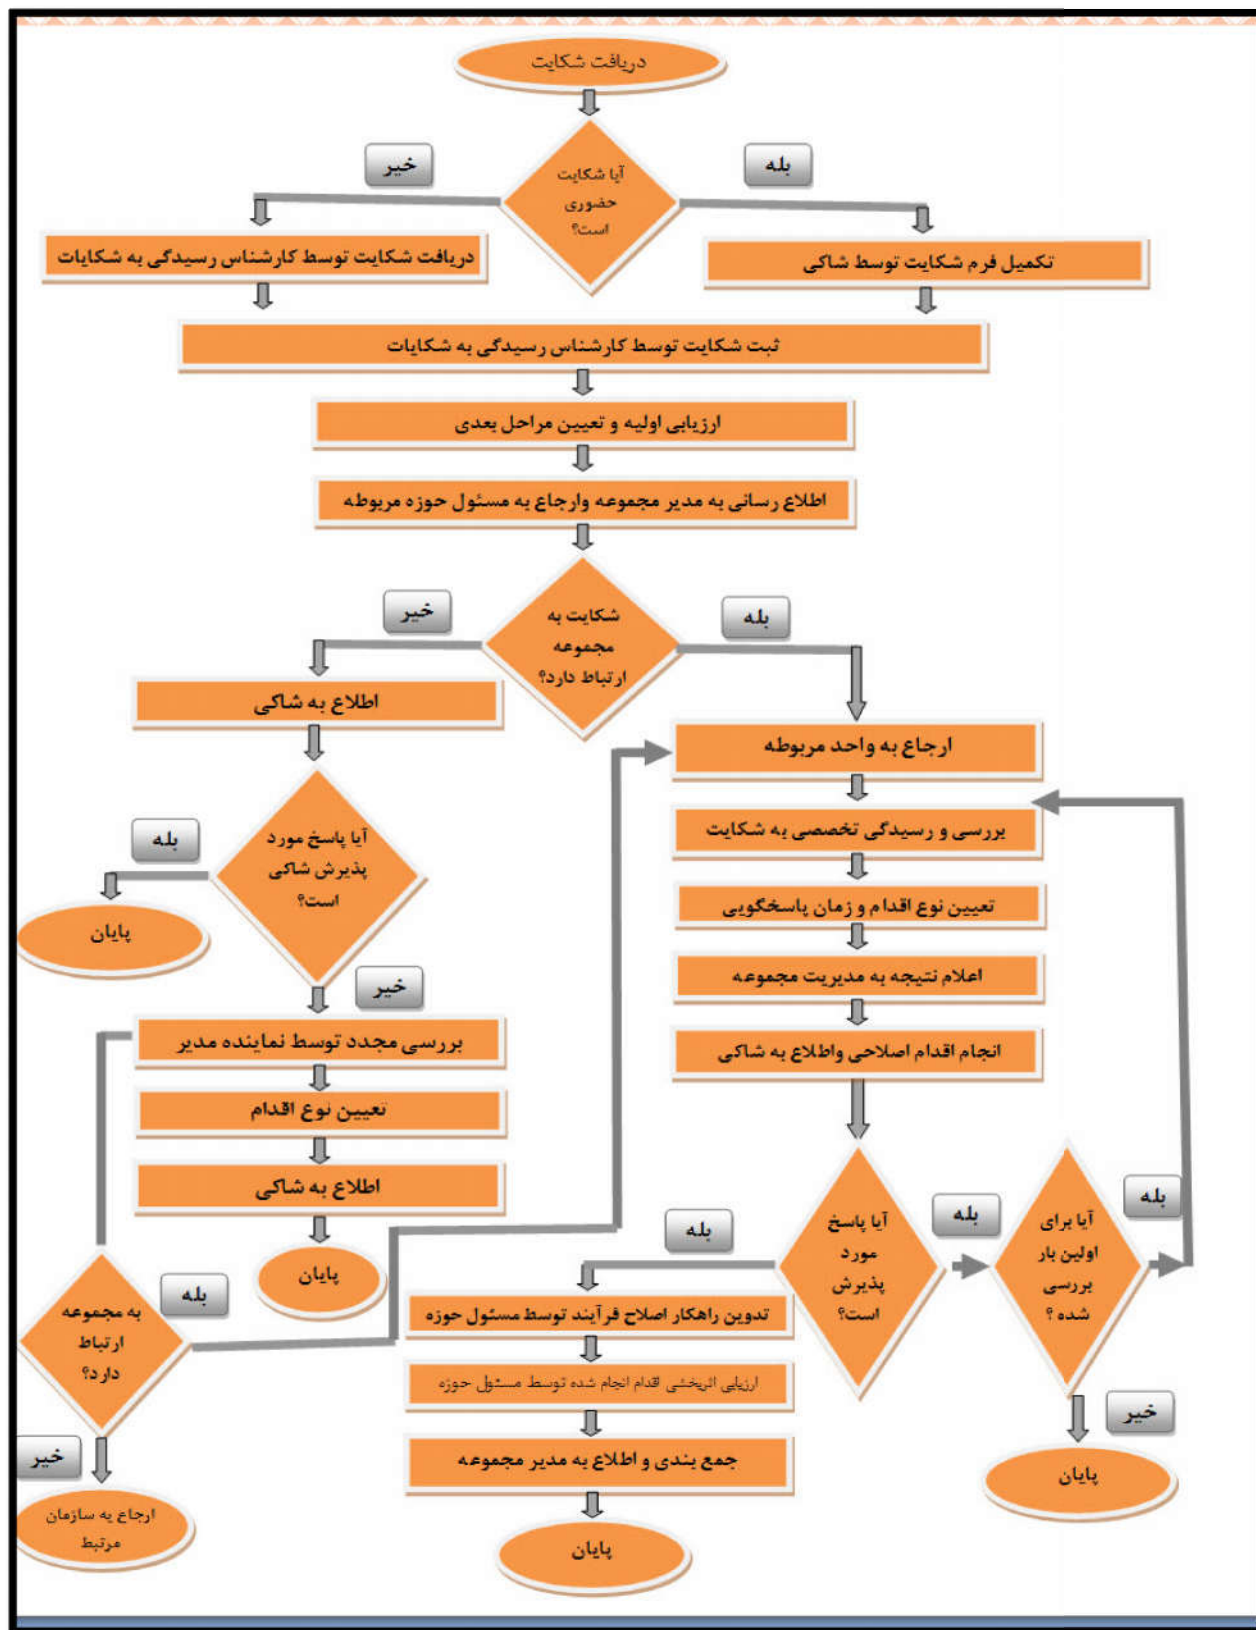 دریافت شکایت
آیا شکایت
حضوری
است؟
بله
خیر
تکمیل فرم شکایت توسط شاکی
دریافت شکایت توسط کارشناس رسیدگی به شکایات
ثبت شکایت توسط کارشناس رسیدگی به شکایات
ارزیابی اولیه و تعیین مراحل بعدی
اطلاع رسانی به مدیر مجموعه وارجاع به مسئول حوزه مربوطه
شکایت به
مجموعه
ارتباط دارد؟
بله
خیر
ارجاع به واحد مربوطه
بررسی و رسیدگی تخصصی به شکایت
تعیین نوع اقدام و زمان پاسخگویی
اعلام نتیجه به مدیریت مجموعه
انجام اقدام اصلاحی واطلاع به شاکی
آیا پاسخ
مورد
پذیرش
است؟
بله
آیا برای
اولین بار
بررسی
شده ؟
بله
خیر
پایان
بله
تدوین راهکار اصلاح فرآیند توسط مسئول حوزه
ارزیابی اثربخشی اقدام انجام شده توسط مسئول حوزه
جمع بندی و اطلاع به مدیر مجموعه
پایان
اطلاع به شاکی
آیا پاسخ مورد
پذیرش شاکی
است؟
بله
پایان
خیر
بررسی مجدد توسط نماینده مدیر
تعیین نوع اقدام
اطلاع به شاکی
پایان
به مجموعه
ارتباط
دارد؟
بله
خیر
ارجاع به سازمان
مرتبط